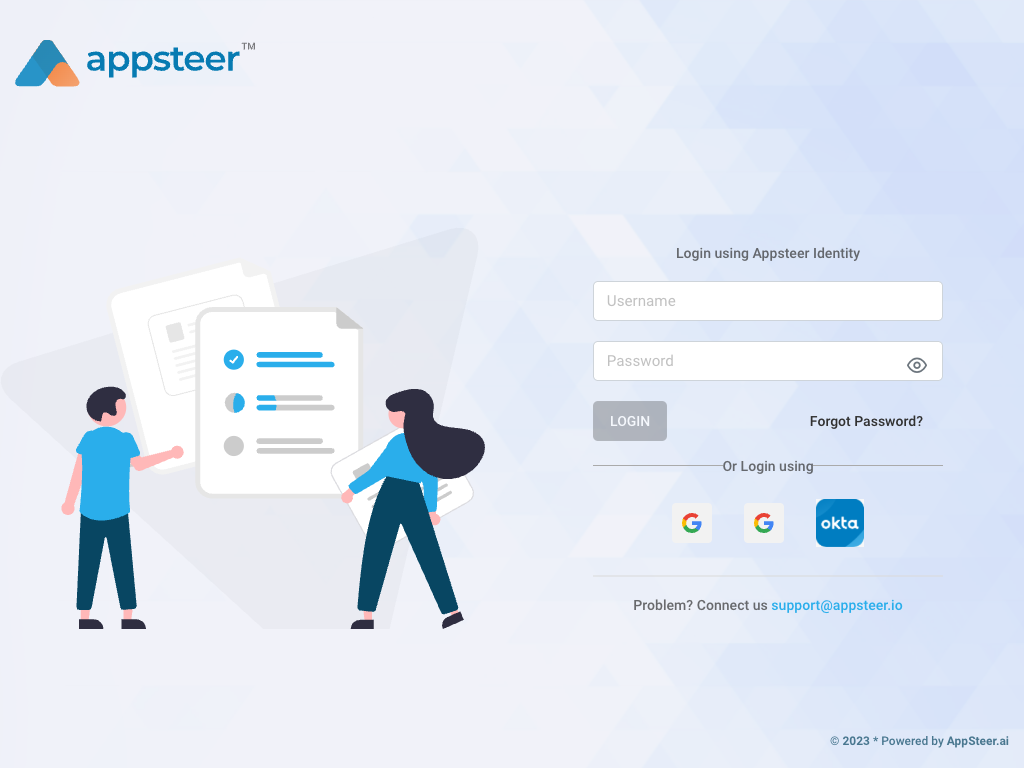 appsteer™
Login using Appsteer Identity
Username
Password
LOGIN
Forgot Password?
Or Login using
okta
Problem? Connect us support@appsteer.io
© 2023 * Powered by AppSteer.ai